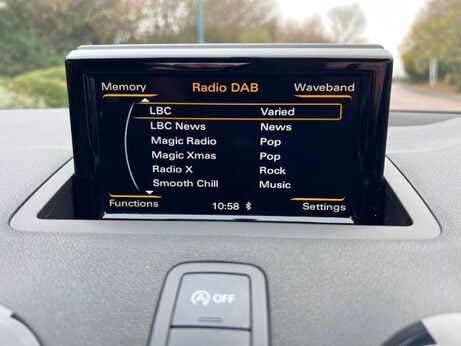 Memory Radio DAB Waveband
LBC Varied
LBC News News
Magic Radio Pop
Magic Xmas Pop
Radio X Rock
Smooth Chill Music
Functions 10:58 Settings
A OFF